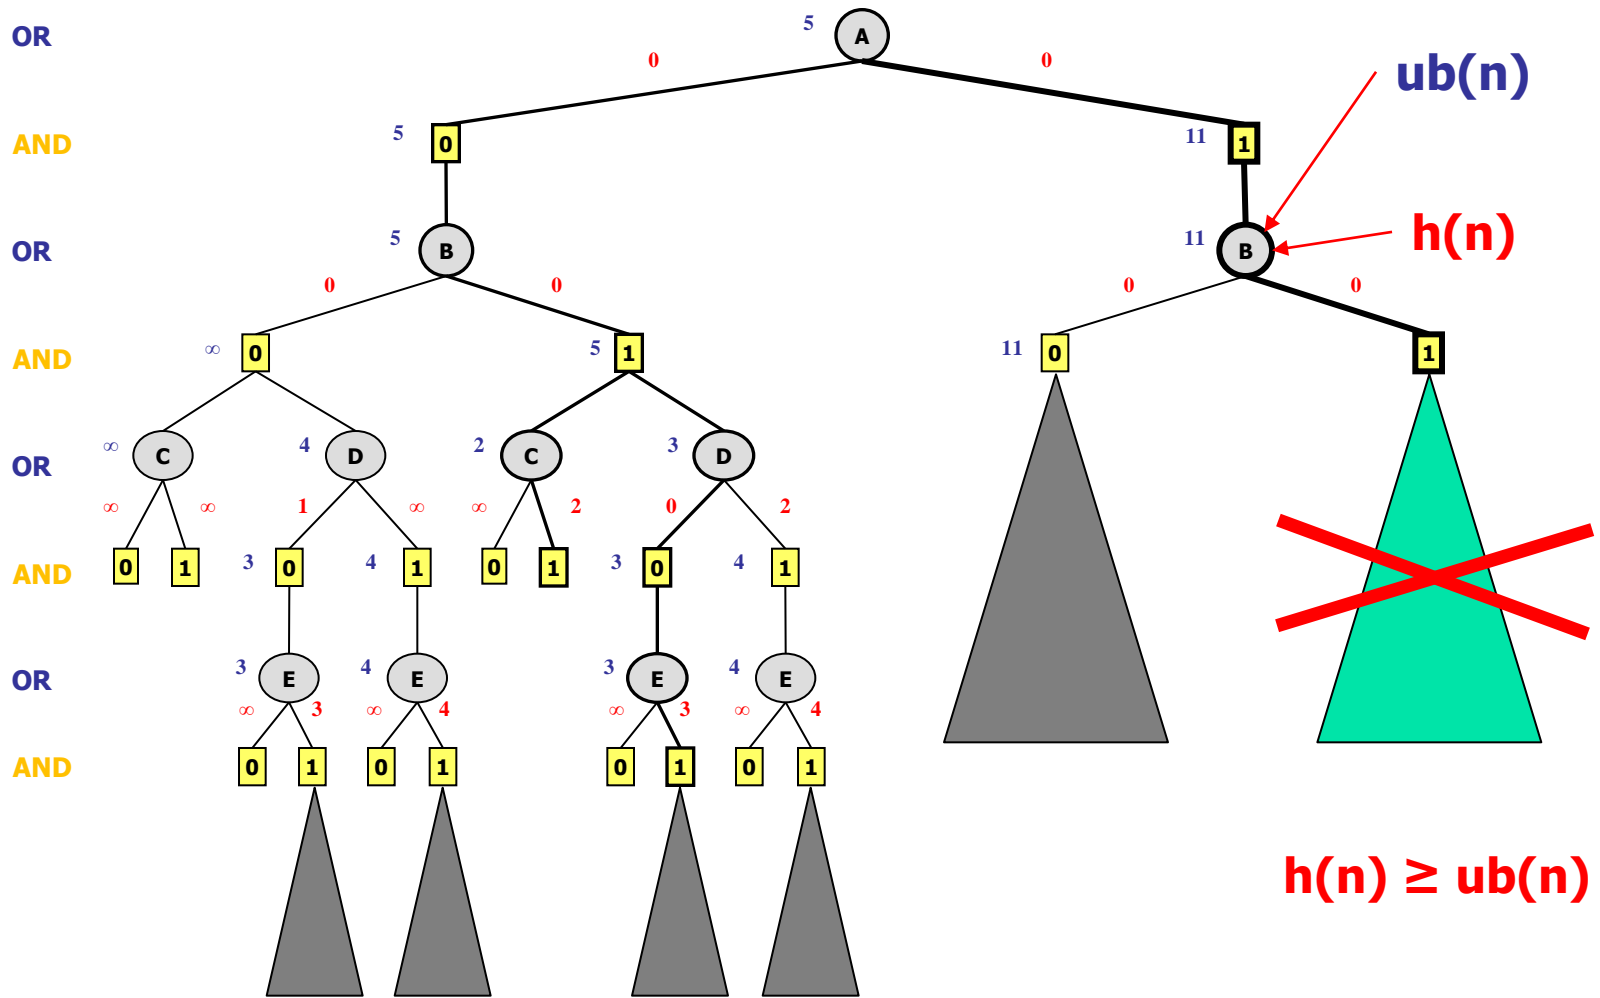 OR 5 A
0 0
ub(n)
AND 5 0 11 1
h(n)
OR 5 B 11 B
0 0 0 0
AND ∞ 0 5 1 11 0 1
OR ∞ C 4 D 2 C 3 D
∞ ∞ 1 ∞ ∞ 2 0 2
AND 0 1 3 0 4 1 0 1 3 0 4 1
OR 3 E 4 E 3 E 4 E
∞ 3 ∞ 4 ∞ 3 ∞ 4
AND 0 1 0 1 0 1 0 1
h(n) ≥ ub(n)